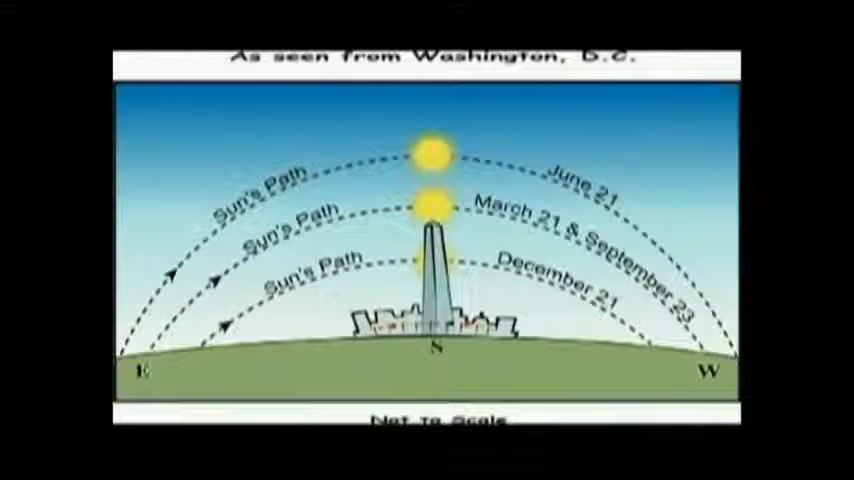 As seen from Washington, D.C.
Sun's Path
June 21
Sun's Path
March 21 & September 23
Sun's Path
December 21
E
N
W
Not to Scale